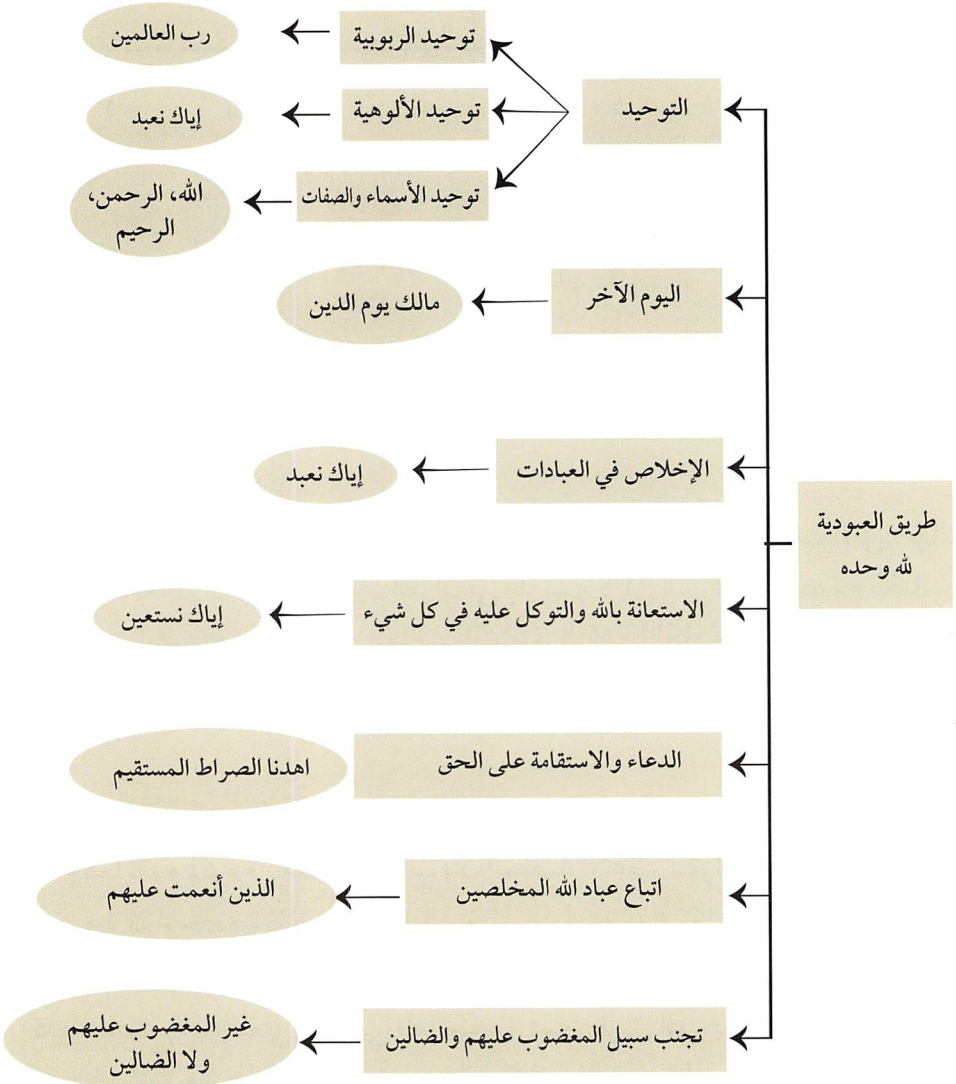 طريق العبودية
لله وحده
التوحيد
توحيد الربوبية
رب العالمين
توحيد الألوهية
إياك نعبد
توحيد الأسماء والصفات
الله، الرحمن،
الرحيم
اليوم الآخر
مالك يوم الدين
الإخلاص في العبادات
إياك نعبد
الاستعانة بالله والتوكل عليه في كل شيء
إياك نستعين
الدعاء والاستقامة على الحق
اهدنا الصراط المستقيم
اتباع عباد الله المخلصين
الذين أنعمت عليهم
تجنب سبيل المغضوب عليهم والضالين
غير المغضوب عليهم
ولا الضالين